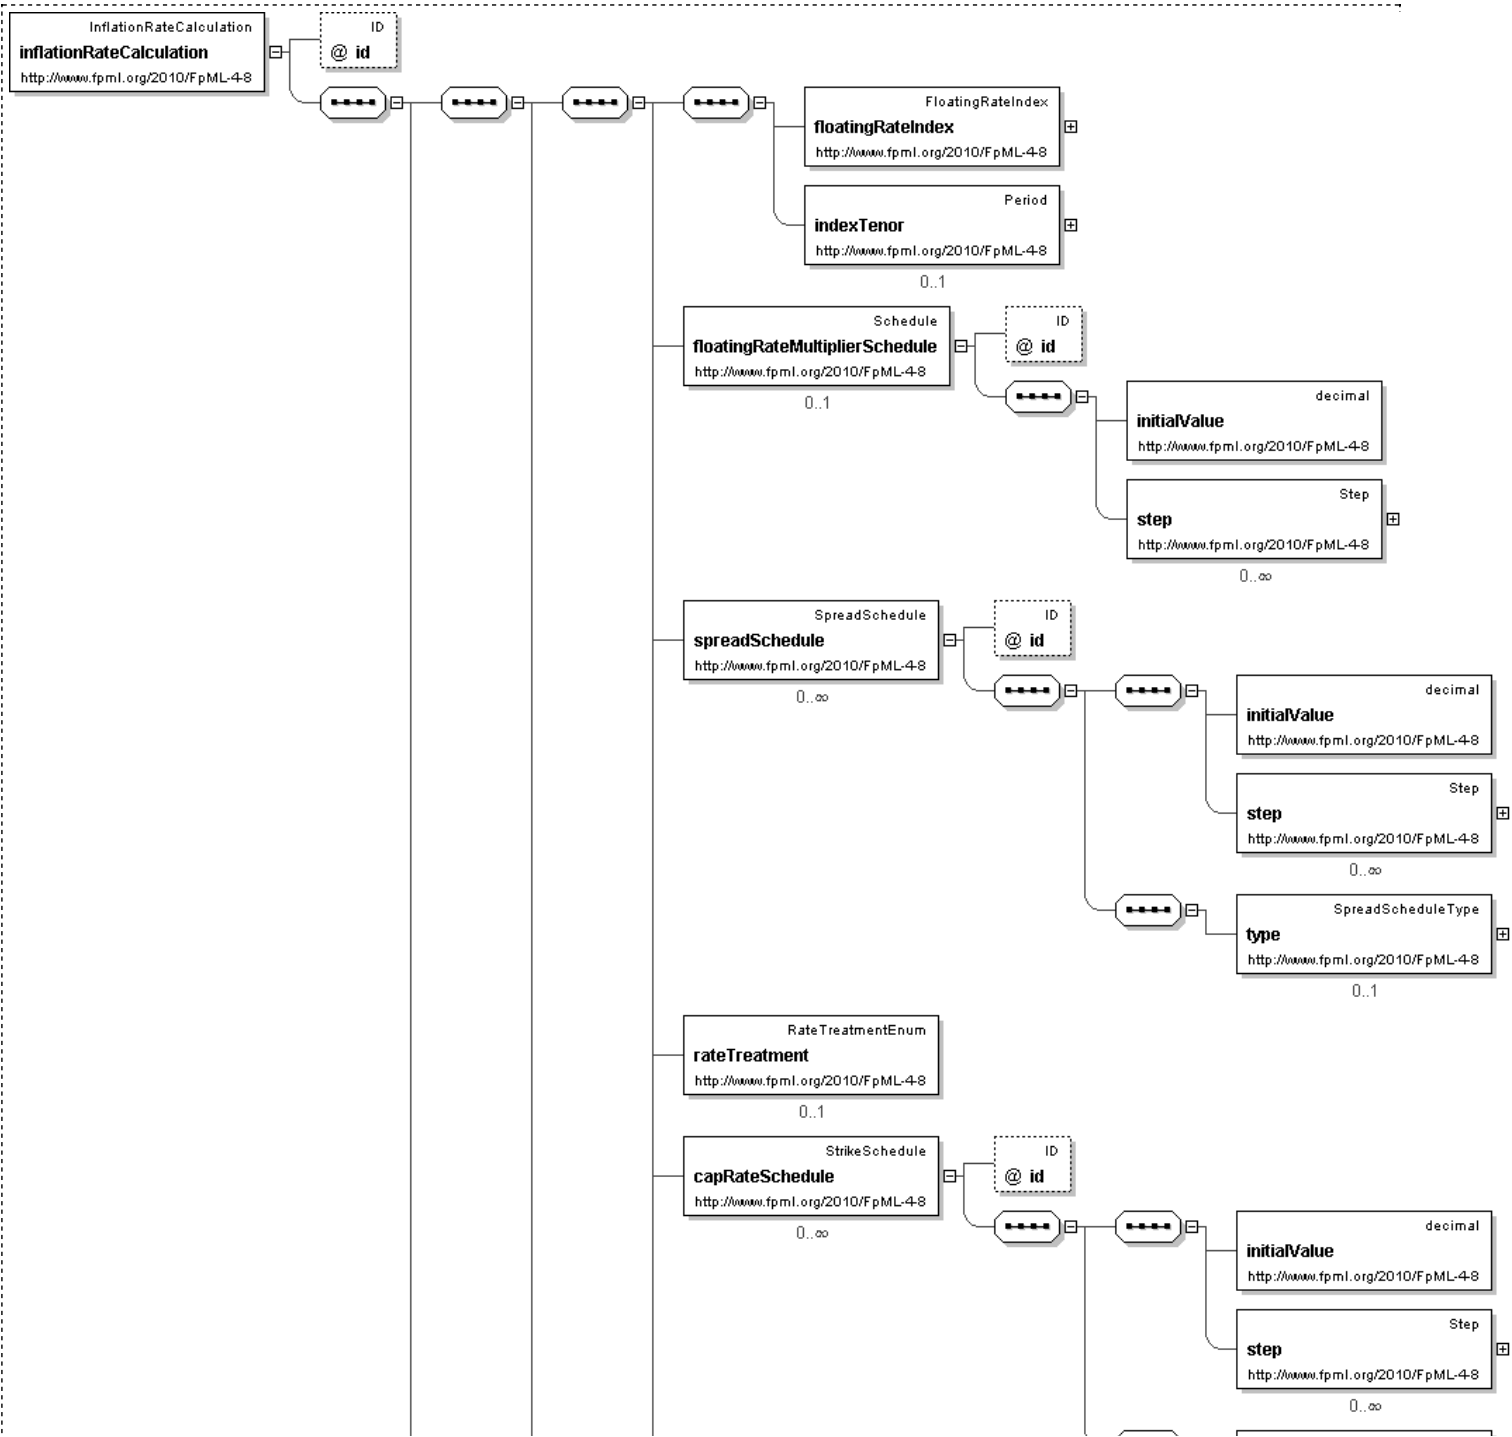 InflationRateCalculation
inflationRateCalculation
http://www.fpml.org/2010/FpML-4-8
ID
@ id
FloatingRateIndex
floatingRateIndex
http://www.fpml.org/2010/FpML-4-8
Period
indexTenor
http://www.fpml.org/2010/FpML-4-8
0..1
Schedule
floatingRateMultiplierSchedule
http://www.fpml.org/2010/FpML-4-8
0..1
ID
@ id
decimal
initialValue
http://www.fpml.org/2010/FpML-4-8
Step
step
http://www.fpml.org/2010/FpML-4-8
0..∞
SpreadSchedule
spreadSchedule
http://www.fpml.org/2010/FpML-4-8
0..∞
ID
@ id
decimal
initialValue
http://www.fpml.org/2010/FpML-4-8
Step
step
http://www.fpml.org/2010/FpML-4-8
0..∞
SpreadScheduleType
type
http://www.fpml.org/2010/FpML-4-8
0..1
RateTreatmentEnum
rateTreatment
http://www.fpml.org/2010/FpML-4-8
0..1
StrikeSchedule
capRateSchedule
http://www.fpml.org/2010/FpML-4-8
0..∞
ID
@ id
decimal
initialValue
http://www.fpml.org/2010/FpML-4-8
Step
step
http://www.fpml.org/2010/FpML-4-8
0..∞